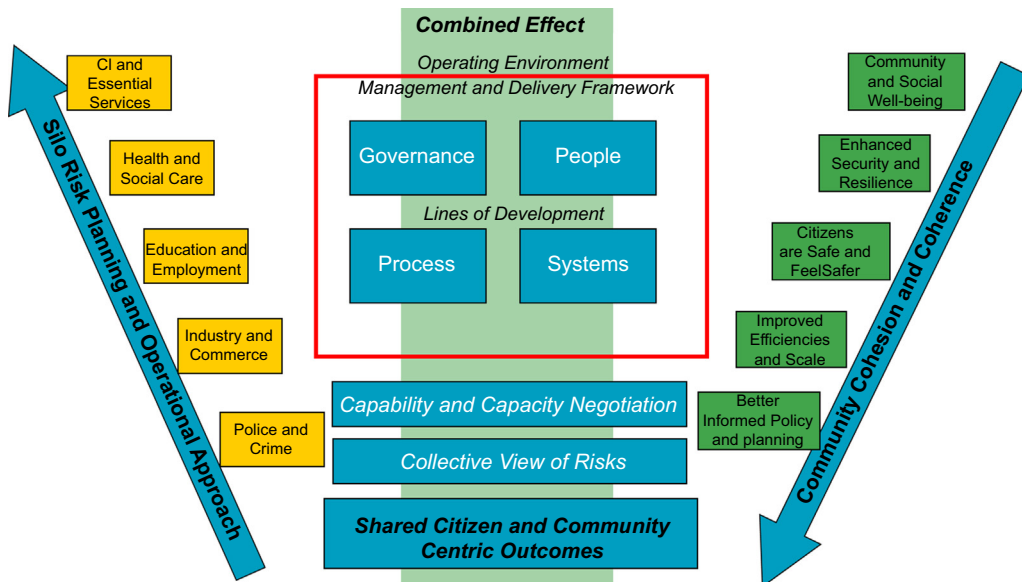 Combined Effect
Operating Environment
Management and Delivery Framework
Governance
People
Lines of Development
Process
Systems
Capability and Capacity Negotiation
Collective View of Risks
Shared Citizen and Community
Centric Outcomes
Silo Risk Planning and Operational Approach
CI and
Essential
Services
Health and
Social Care
Education and
Employment
Industry and
Commerce
Police and
Crime
Community
and Social
Well-being
Enhanced
Security and
Resilience
Citizens
are Safe and
FeelSafer
Improved
Efficiencies
and Scale
Better
Informed Policy
and planning
Community Cohesion and Coherence